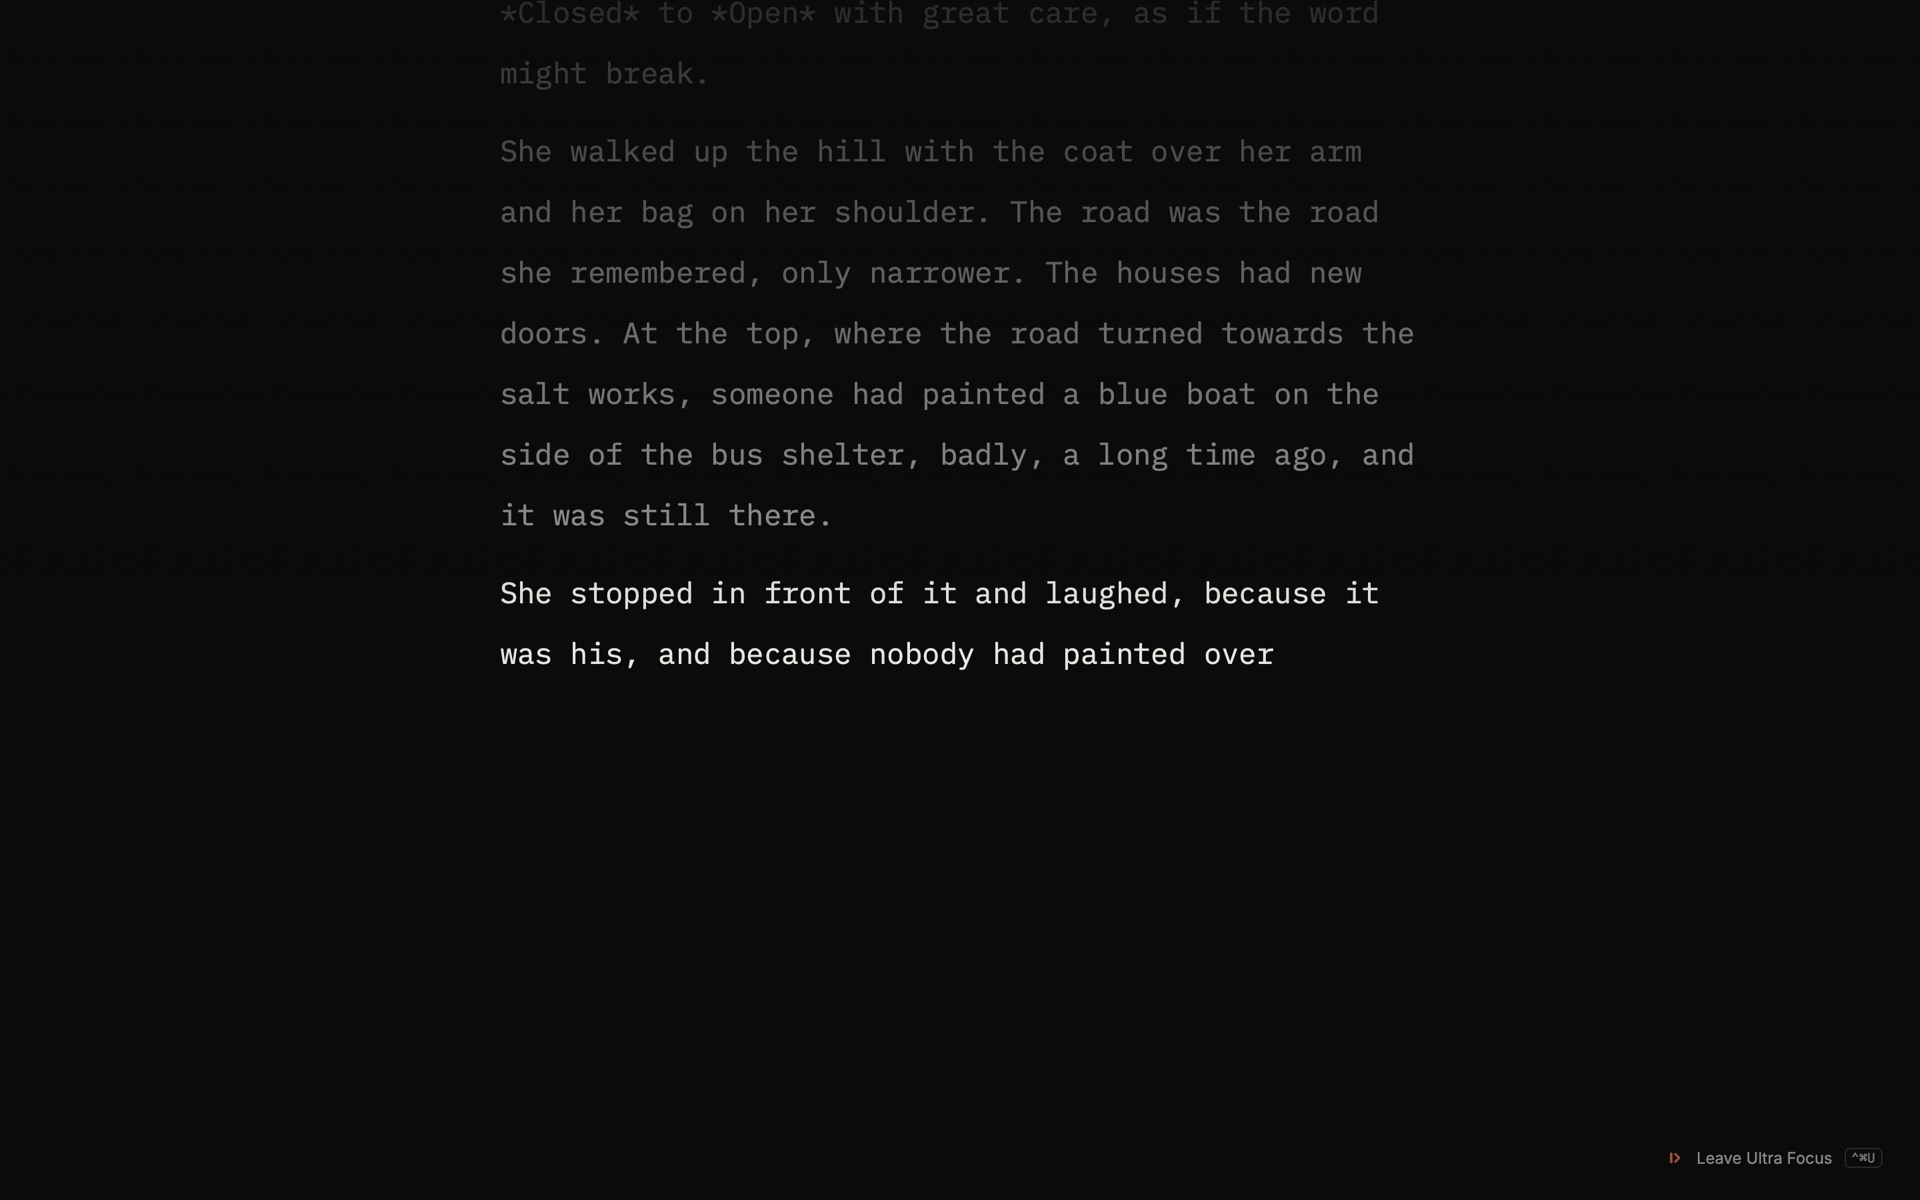 *Closed* to *Open* with great care, as if the word
might break.
She walked up the hill with the coat over her arm
and her bag on her shoulder. The road was the road
she remembered, only narrower. The houses had new
doors. At the top, where the road turned towards the
salt works, someone had painted a blue boat on the
side of the bus shelter, badly, a long time ago, and
it was still there.
She stopped in front of it and laughed, because it
was his, and because nobody had painted over
Leave Ultra Focus ^⌘U